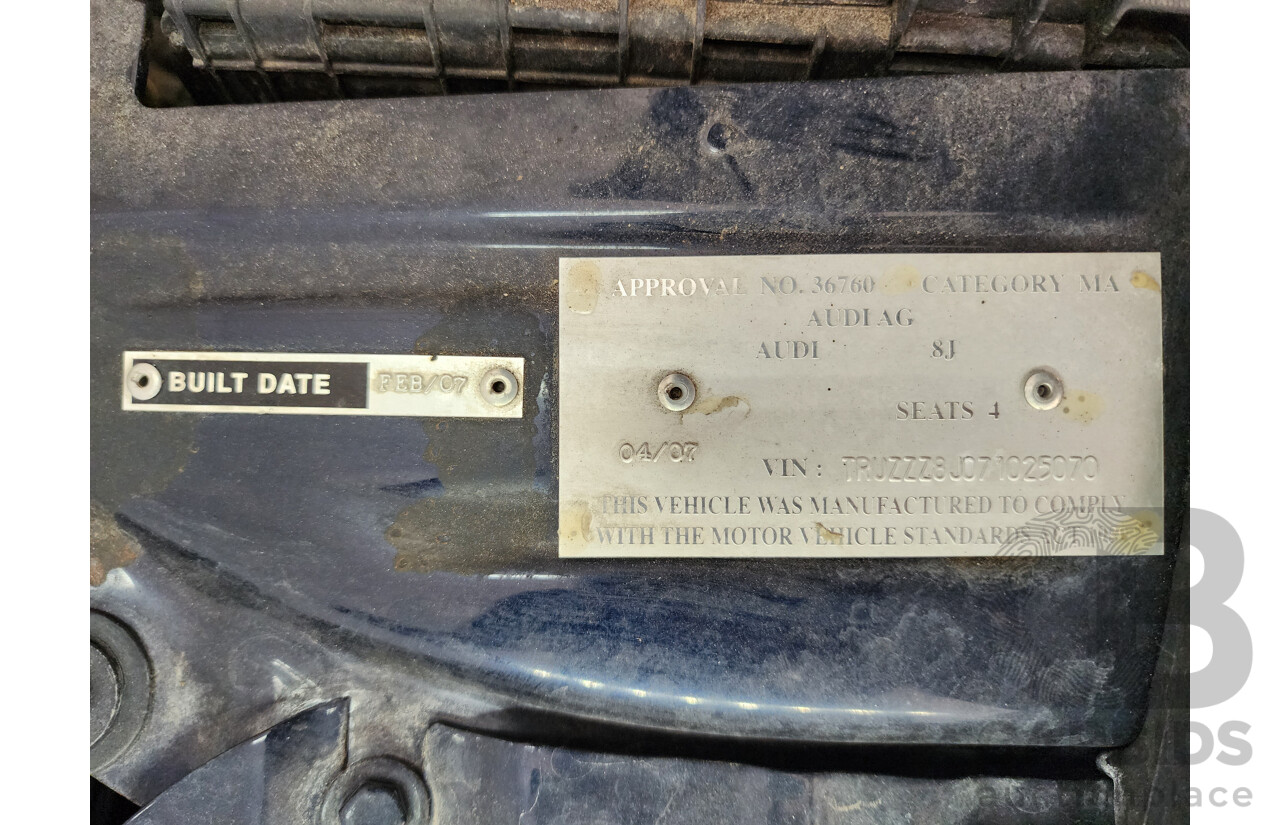 BUILT DATE FEB/07
APPROVAL NO. 36760 CATEGORY MA
AUDI AG
AUDI 8J
SEATS 4
04/07
VIN: TRUZZZ8J071025070
THIS VEHICLE WAS MANUFACTURED TO COMPLY
WITH THE MOTOR VEHICLE STANDARDS ACT